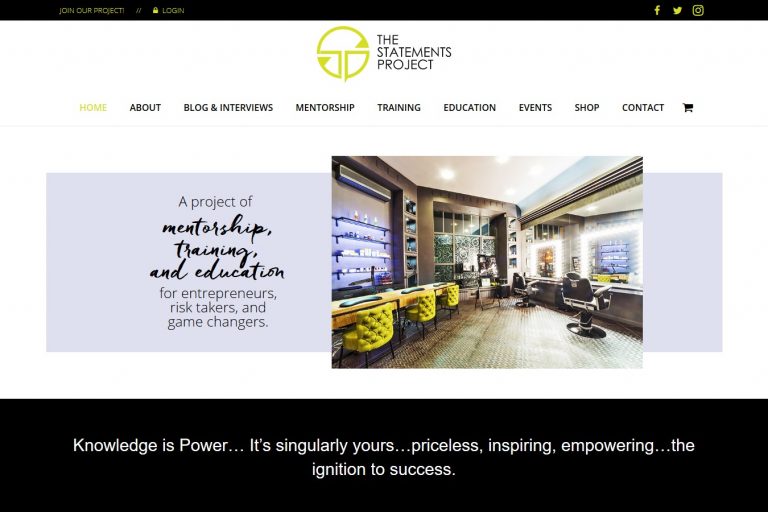 JOIN OUR PROJECT! // LOGIN
THE
STATEMENTS
PROJECT
HOME ABOUT BLOG & INTERVIEWS MENTORSHIP TRAINING EDUCATION EVENTS SHOP CONTACT
A project of
mentorship,
training,
and education
for entrepreneurs,
risk takers, and
game changers.
Knowledge is Power… It’s singularly yours…priceless, inspiring, empowering…the
ignition to success.